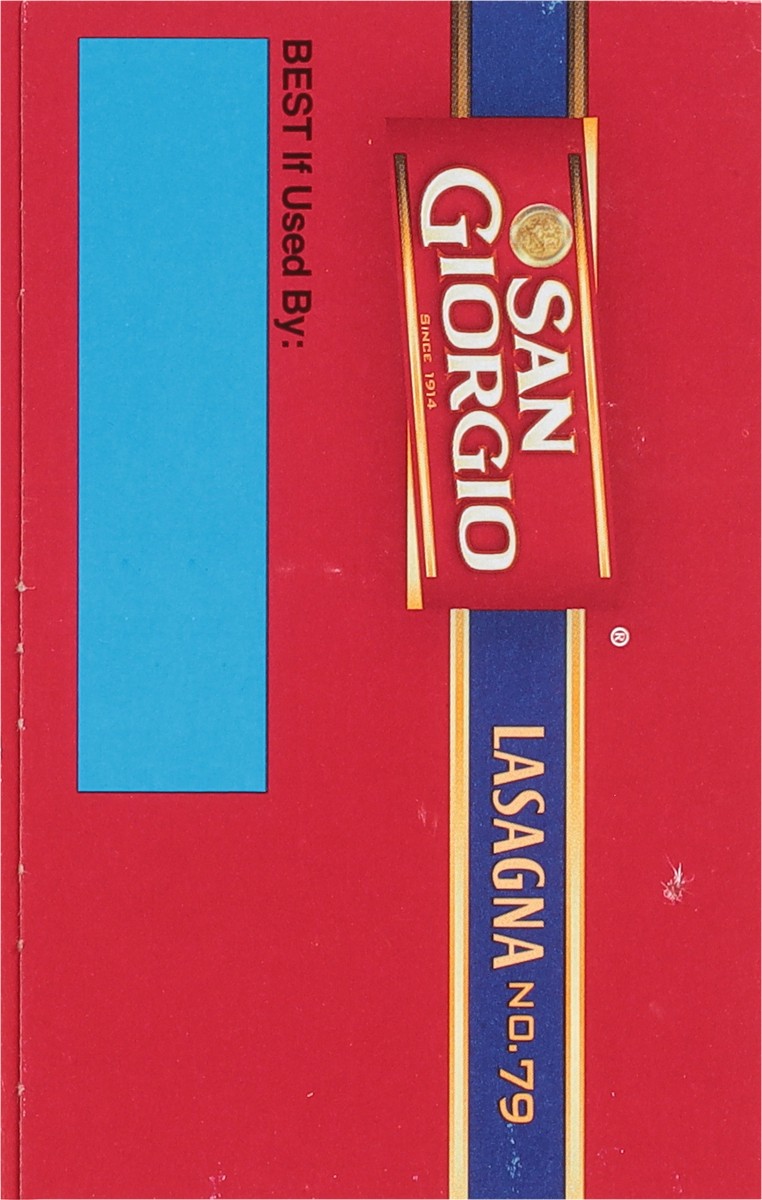 SAN
GIORGIO
SINCE 1914
®
LASAGNA NO. 79
BEST If Used By: